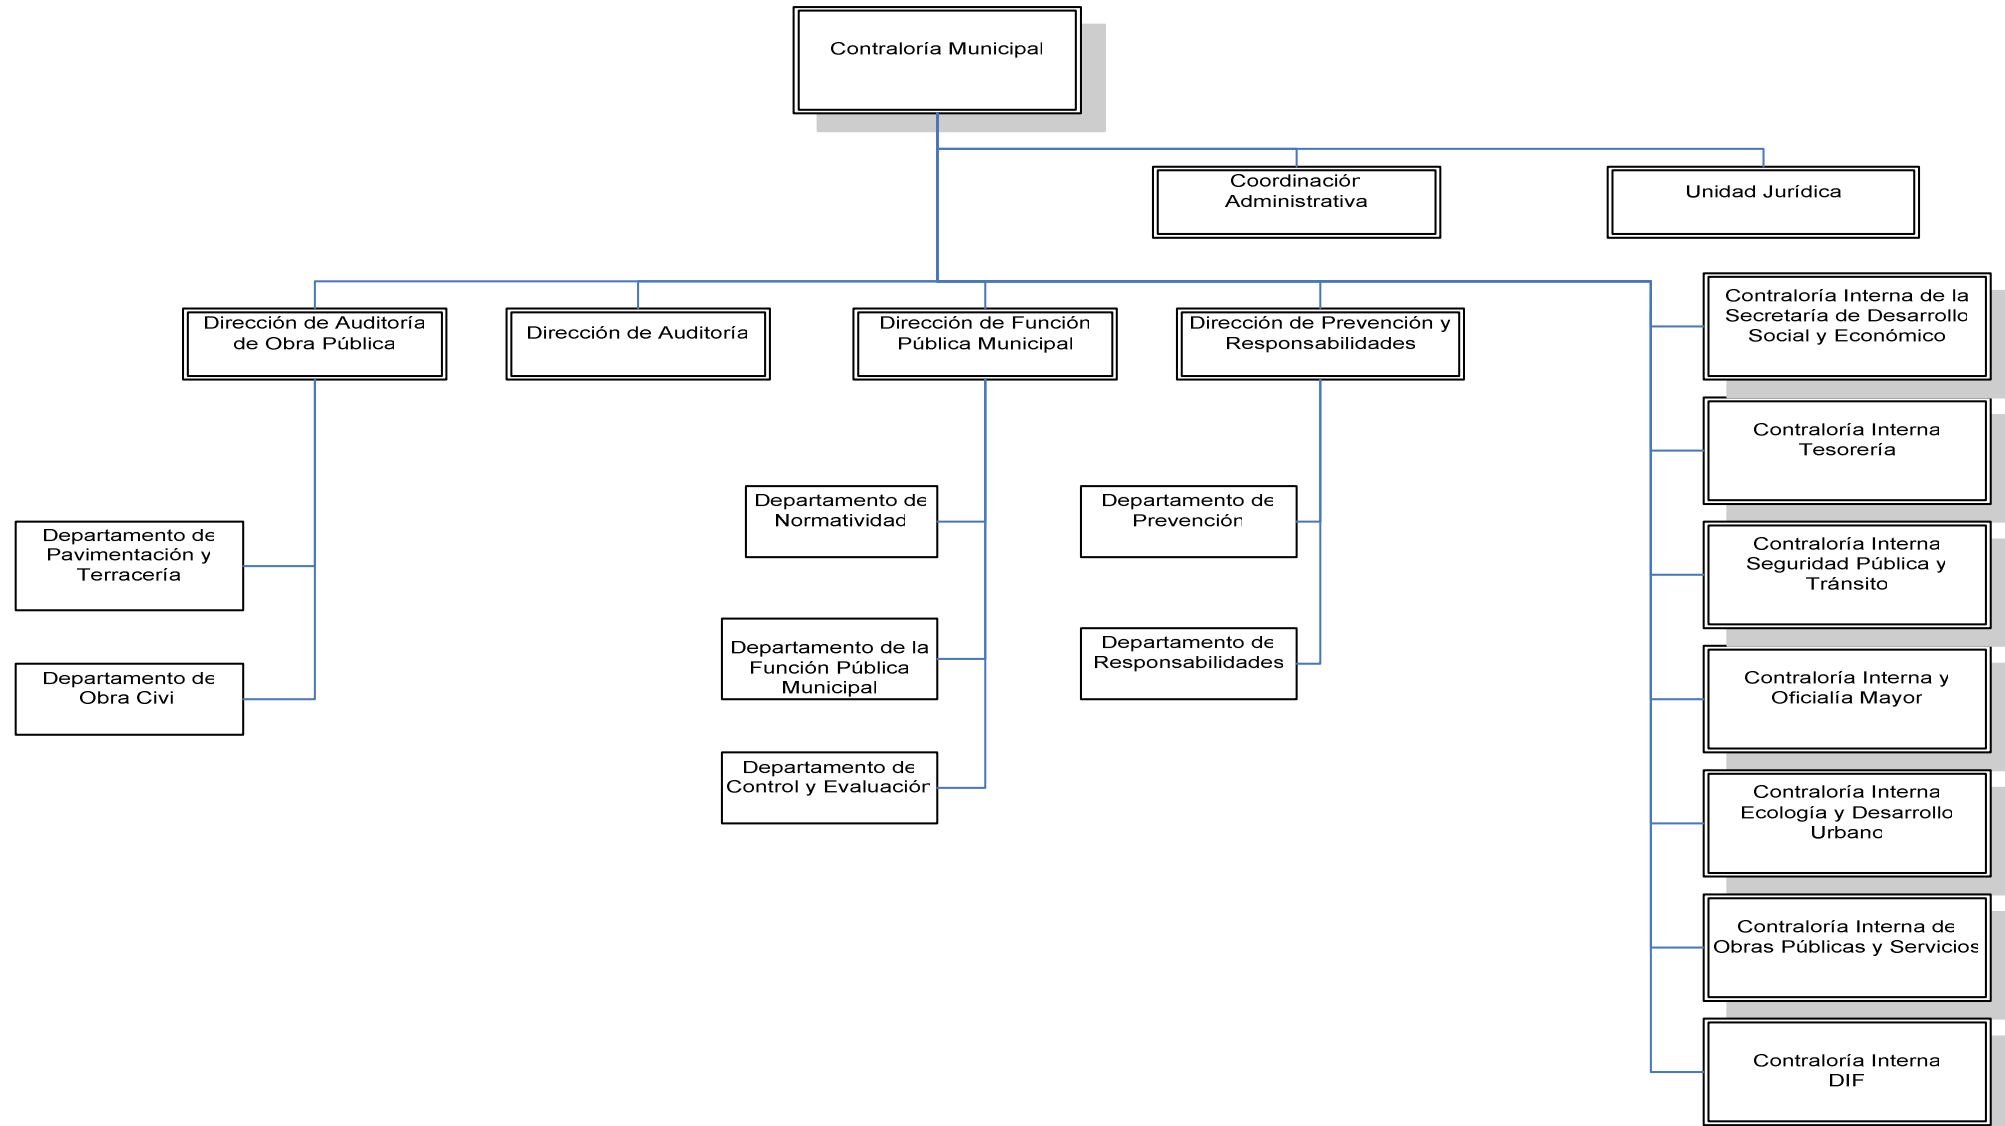 Contraloría Municipal
Coordinación
Administrativa
Unidad Jurídica
Dirección de Auditoría
de Obra Pública
Dirección de Auditoría
Dirección de Función
Pública Municipal
Dirección de Prevención y
Responsabilidades
Contraloría Interna de la
Secretaría de Desarrollo
Social y Económico
Contraloría Interna
Tesorería
Contraloría Interna
Seguridad Pública y
Tránsito
Contraloría Interna y
Oficialía Mayor
Contraloría Interna
Ecología y Desarrollo
Urbano
Contraloría Interna de
Obras Públicas y Servicios
Contraloría Interna
DIF
Departamento de
Pavimentación y
Terracería
Departamento de
Obra Civi
Departamento de
Normatividad
Departamento de la
Función Pública
Municipal
Departamento de
Control y Evaluación
Departamento de
Prevención
Departamento de
Responsabilidades